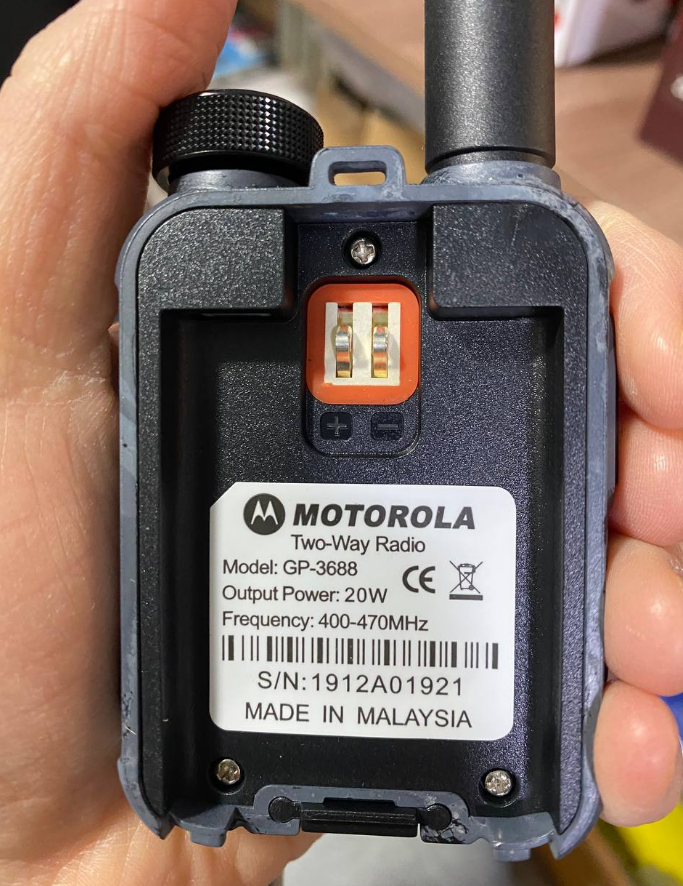 MOTOROLA
Two-Way Radio
Model: GP-3688
Output Power: 20W
CE
Frequency: 400-470MHz
S/N:1912A01921
MADE IN MALAYSIA